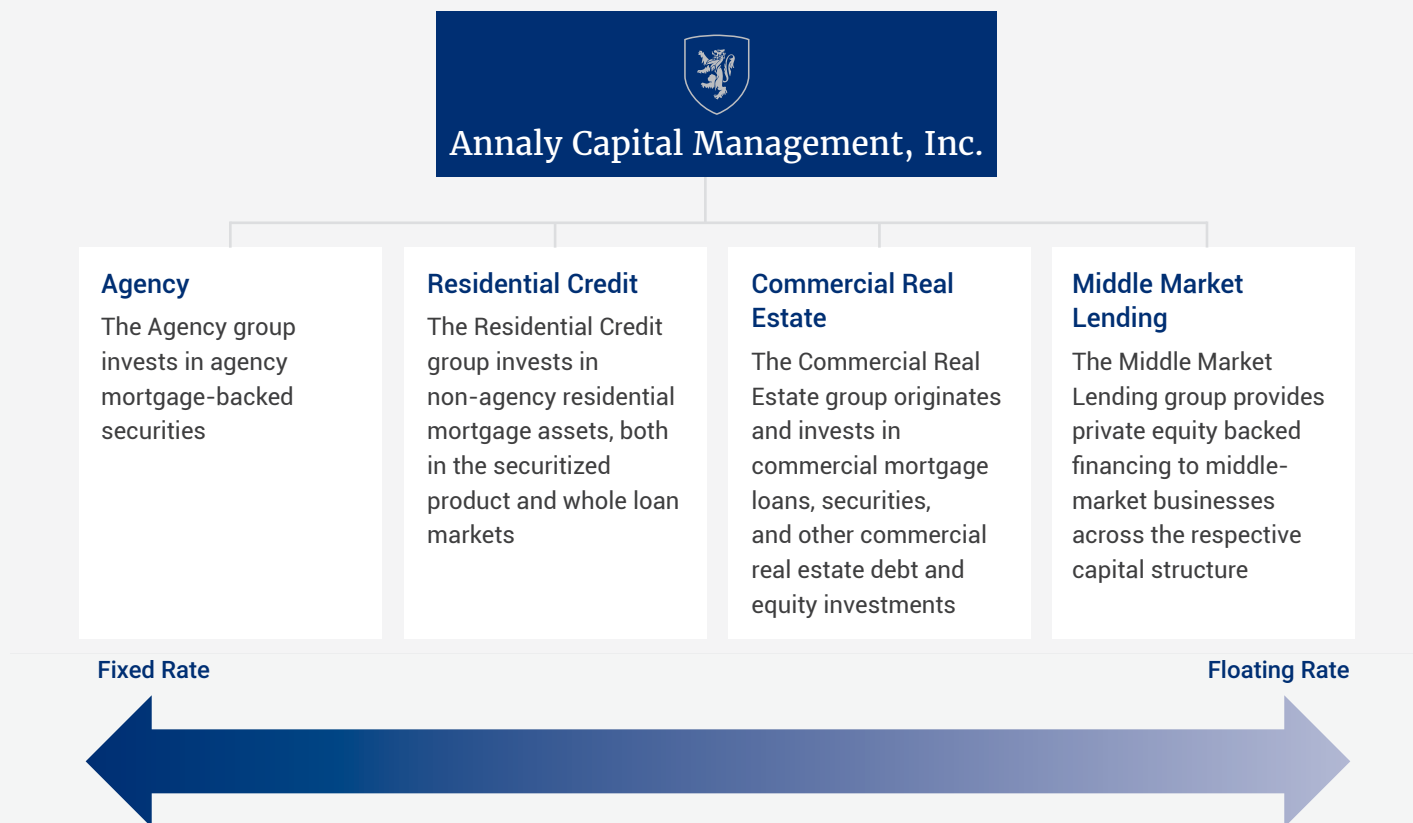 Annaly Capital Management, Inc.
Agency
The Agency group
invests in agency
mortgage-backed
securities
Residential Credit
The Residential Credit
group invests in
non-agency residential
mortgage assets, both
in the securitized
product and whole loan
markets
Commercial Real
Estate
The Commercial Real
Estate group originates
and invests in
commercial mortgage
loans, securities,
and other commercial
real estate debt and
equity investments
Middle Market
Lending
The Middle Market
Lending group provides
private equity backed
financing to middle-
market businesses
across the respective
capital structure
Fixed Rate
Floating Rate